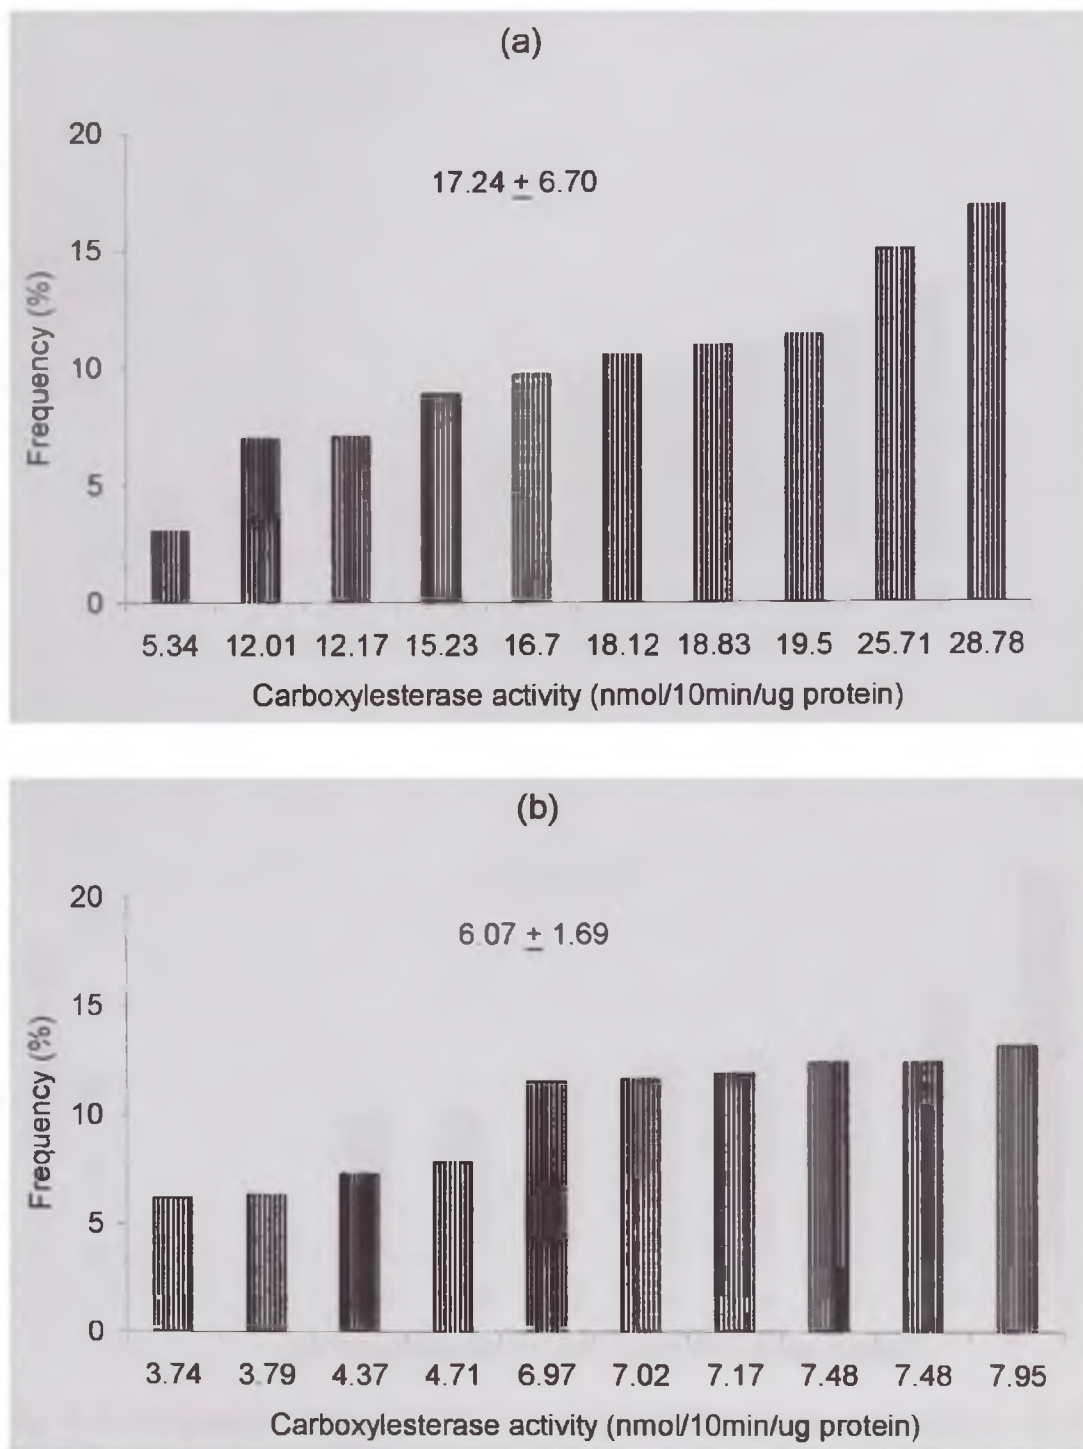 (a)
20
17.24 ± 6.70
15
10
5
0
Frequency (%)
5.34 12.01 12.17 15.23 16.7 18.12 18.83 19.5 25.71 28.78
Carboxylesterase activity (nmol/10min/ug protein)
(b)
20
6.07 ± 1.69
15
10
5
0
Frequency (%)
3.74 3.79 4.37 4.71 6.97 7.02 7.17 7.48 7.48 7.95
Carboxylesterase activity (nmol/10min/ug protein)